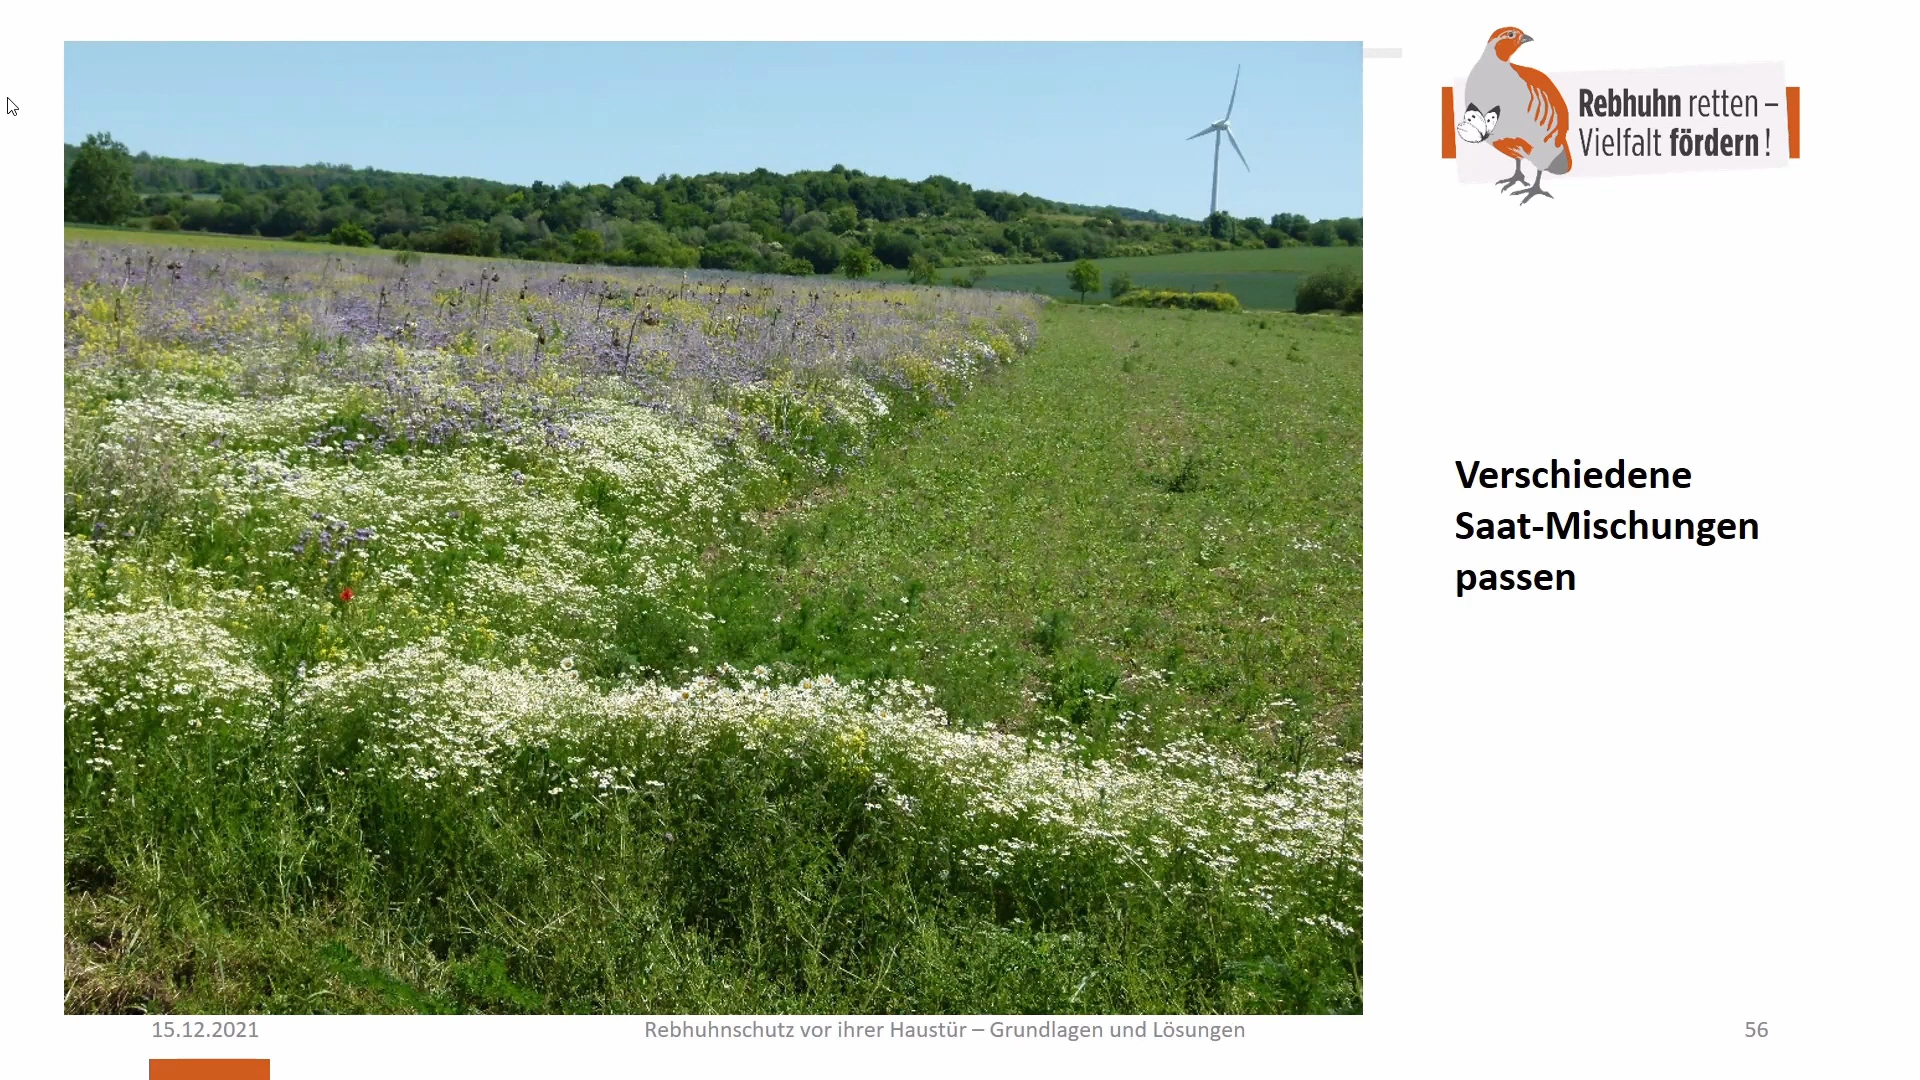 Rebhuhn retten –
Vielfalt fördern !
Verschiedene
Saat-Mischungen
passen
15.12.2021
Rebhuhnschutz vor ihrer Haustür – Grundlagen und Lösungen
56